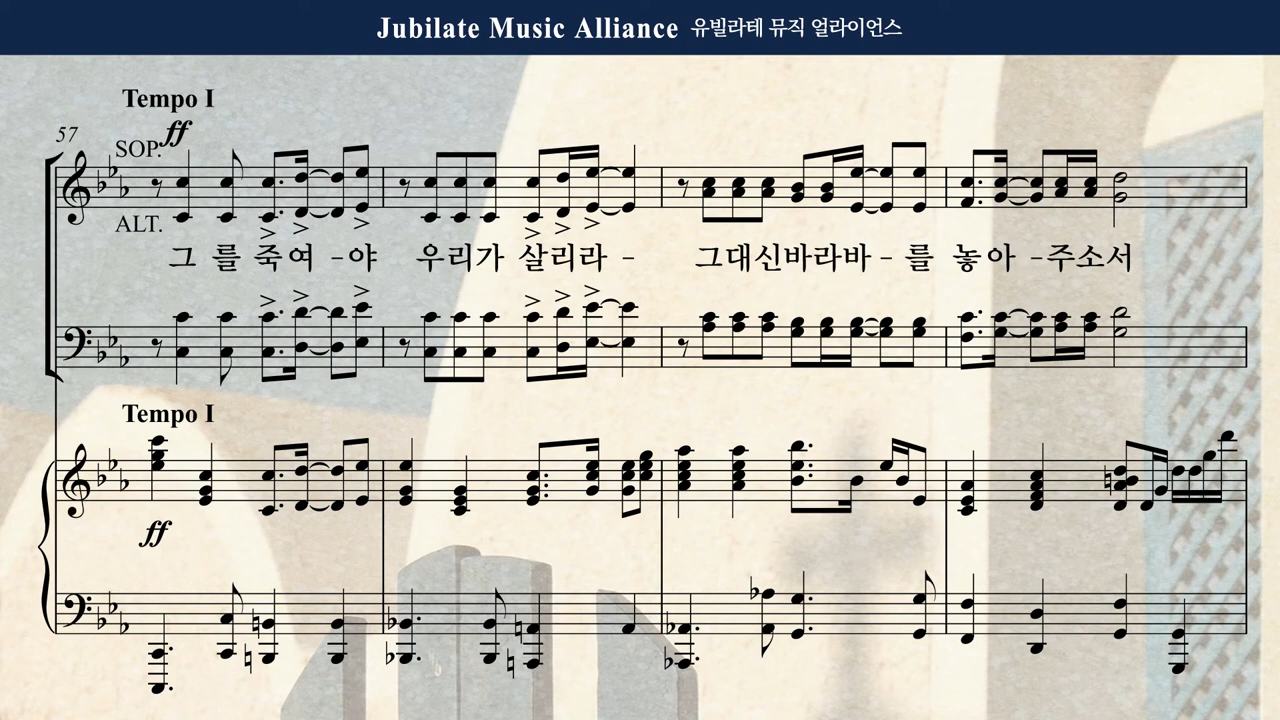 Jubilate Music Alliance 유빌라테 뮤직 얼라이언스
Tempo I
57
ff
SOP.
ALT.
그 를 죽 여 - 야 우 리 가 살 리 라 - 그 대 신 바 라 바 - 를 놓 아 - 주 소 서
Tempo I
ff